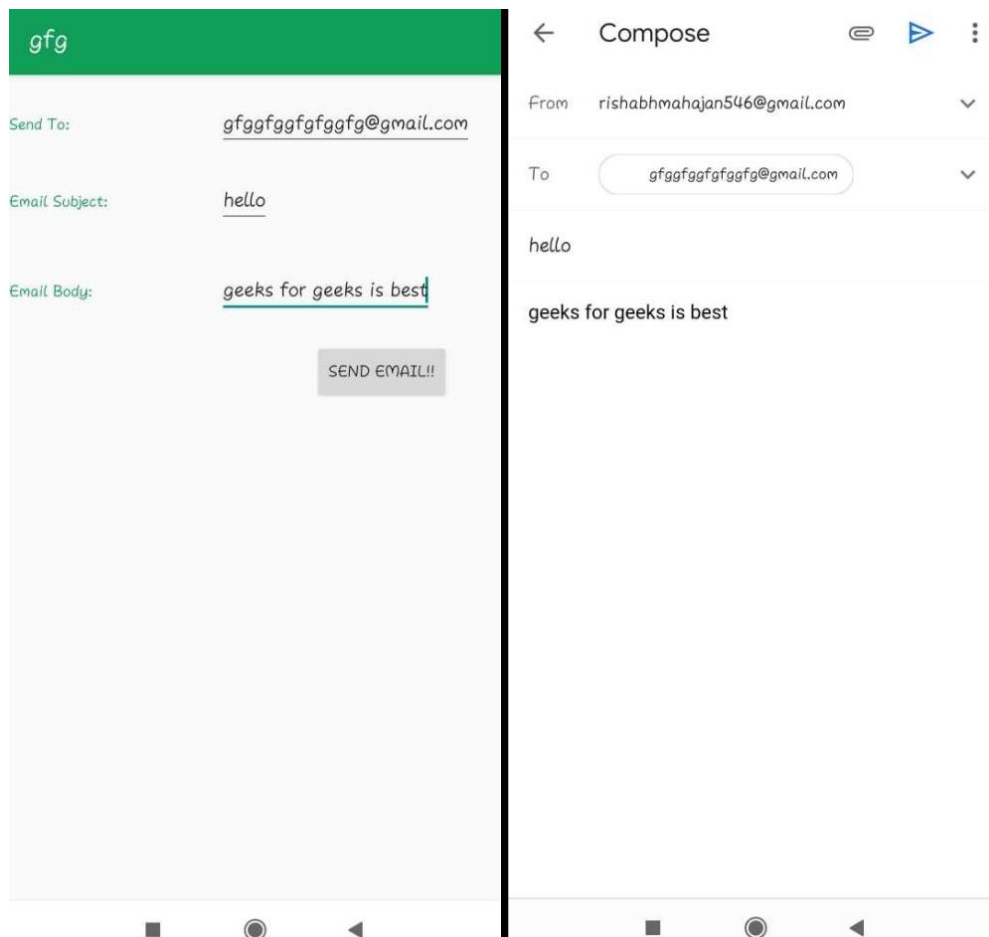 gfg
Send To: gfggfggfgfggfg@gmail.com
Email Subject: hello
Email Body: geeks for geeks is best
SEND EMAIL!!
Compose
From rishabhmahajan546@gmail.com
To gfggfggfgfggfg@gmail.com
hello
geeks for geeks is best